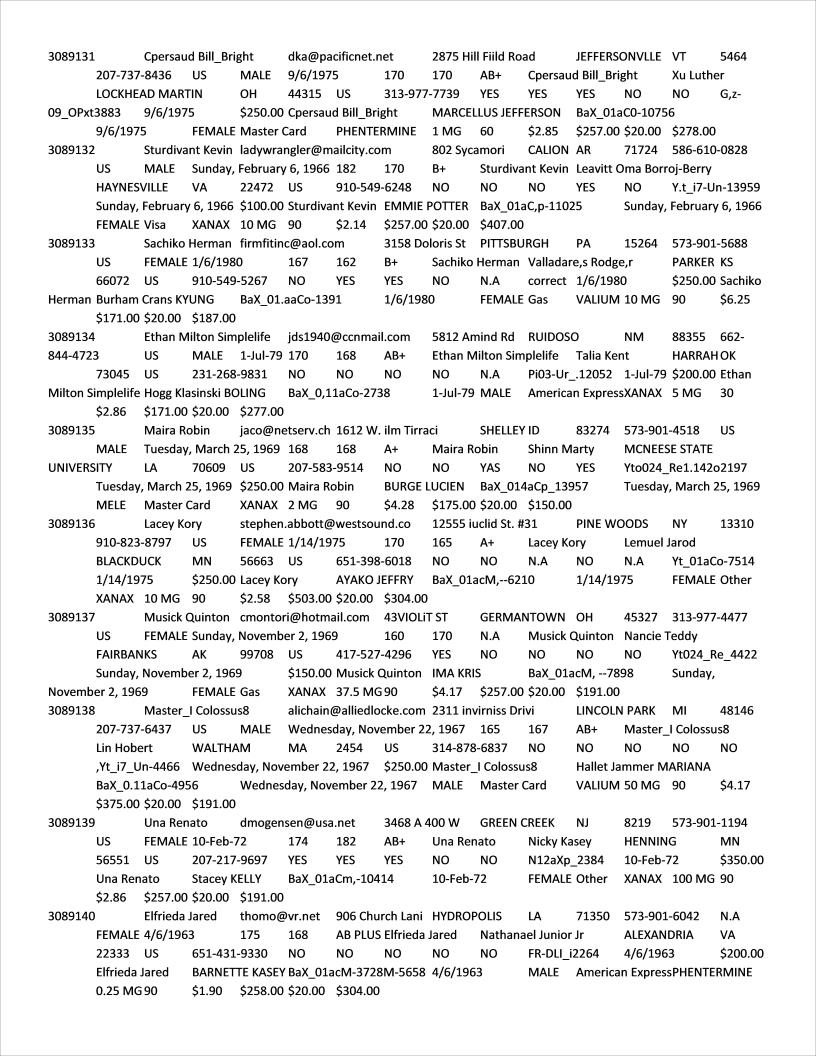 3089131 Cpersaud Bill_Bright dka@pacificnet.net 2875 Hill Fiild Road JEFFERSONVLLE VT 5464
207-737-8436 US MALE 9/6/1975 170 170 AB+ Cpersaud Bill_Bright Xu Luther
LOCKHEAD MARTIN OH 44315 US 313-977-7739 YES YES YES NO NO G,z-
09_OPxt3883 9/6/1975 $250.00 Cpersaud Bill_Bright MARCELLUS JEFFERSON BaX_01aC0-10756
9/6/1975 FEMALE Master Card PHENTERMINE 1 MG 60 $2.85 $257.00 $20.00 $278.00
3089132 Sturdivant Kevin ladywrangler@mailcity.com 802 Sycamori CALION AR 71724 586-610-0828
US MALE Sunday, February 6, 1966 182 170 B+ Sturdivant Kevin Leavitt Oma Borroj-Berry
HAYNESVILLE VA 22472 US 910-549-6248 NO NO NO YES NO Y.t_i7-Un-13959
Sunday, February 6, 1966 $100.00 Sturdivant Kevin EMMIE POTTER BaX_01aC,p-11025 Sunday, February 6, 1966
FEMALE Visa XANAX 10 MG 90 $2.14 $257.00 $20.00 $407.00
3089133 Sachiko Herman firmfitinc@aol.com 3158 Doloris St PITTSBURGH PA 15264 573-901-5688
US FEMALE 1/6/1980 167 162 B+ Sachiko Herman Valladare,s Rodge,r PARKER KS
66072 US 910-549-5267 NO YES YES NO N.A correct 1/6/1980 $250.00 Sachiko
Herman Burham Crans KYUNG BaX_01.aaCo-1391 1/6/1980 FEMALE Gas VALIUM 10 MG 90 $6.25
$171.00 $20.00 $187.00
3089134 Ethan Milton Simplelife jds1940@ccnmail.com 5812 Amind Rd RUIDOSO NM 88355 662-
844-4723 US MALE 1-Jul-79 170 168 AB+ Ethan Milton Simplelife Talia Kent HARRAH OK
73045 US 231-268-9831 NO NO NO NO N.A Pi03-Ur_.12052 1-Jul-79 $200.00 Ethan
Milton Simplelife Hogg Klasinski BOLING BaX_0,11aCo-2738 1-Jul-79 MALE American ExpressXANAX 5 MG 30
$2.86 $171.00 $20.00 $277.00
3089135 Maira Robin jaco@netserv.ch 1612 W. ilm Tirraci SHELLEY ID 83274 573-901-4518 US
MALE Tuesday, March 25, 1969 168 168 A+ Maira Robin Shinn Marty MCNEESE STATE
UNIVERSITY LA 70609 US 207-583-9514 NO NO YAS NO YES Yto024_Re1.142o2197
Tuesday, March 25, 1969 $250.00 Maira Robin BURGE LUCIEN BaX_014aCp_13957 Tuesday, March 25, 1969
MELE Master Card XANAX 2 MG 90 $4.28 $175.00 $20.00 $150.00
3089136 Lacey Kory stephen.abbott@westsound.co 12555 iuclid St. #31 PINE WOODS NY 13310
910-823-8797 US FEMALE 1/14/1975 170 165 A+ Lacey Kory Lemuel Jarod
BLACKDUCK MN 56663 US 651-398-6018 NO NO N.A NO N.A Yt_01aCo-7514
1/14/1975 $250.00 Lacey Kory AYAKO JEFFRY BaX_01acM,--6210 1/14/1975 FEMALE Other
XANAX 10 MG 90 $2.58 $503.00 $20.00 $304.00
3089137 Musick Quinton cmontori@hotmail.com 43VIOLiT ST GERMANTOWN OH 45327 313-977-4477
US FEMALE Sunday, November 2, 1969 160 170 N.A Musick Quinton Nancie Teddy
FAIRBANKS AK 99708 US 417-527-4296 YES NO NO NO NO Yt024_Re_4422
Sunday, November 2, 1969 $150.00 Musick Quinton IMA KRIS BaX_01acM, --7898 Sunday,
November 2, 1969 FEMALE Gas XANAX 37.5 MG 90 $4.17 $257.00 $20.00 $191.00
3089138 Master_I Colossus8 alichain@alliedlocke.com 2311 invirniss Drivi LINCOLN PARK MI 48146
207-737-6437 US MALE Wednesday, November 22, 1967 165 167 AB+ Master_I Colossus8
Lin Hobert WALTHAM MA 2454 US 314-878-6837 NO NO NO NO NO
,Yt_i7_Un-4466 Wednesday, November 22, 1967 $250.00 Master_I Colossus8 Hallet Jammer MARIANA
BaX_0.11aCo-4956 Wednesday, November 22, 1967 MALE Master Card VALIUM 50 MG 90 $4.17
$375.00 $20.00 $191.00
3089139 Una Renato dmogensen@usa.net 3468 A 400 W GREEN CREEK NJ 8219 573-901-1194
US FEMALE 10-Feb-72 174 182 AB+ Una Renato Nicky Kasey HENNING MN
56551 US 207-217-9697 YES YES YES NO NO N12aXp_2384 10-Feb-72 $350.00
Una Renato Stacey KELLY BaX_01aCm,-10414 10-Feb-72 FEMALE Other XANAX 100 MG 90
$2.86 $257.00 $20.00 $191.00
3089140 Elfrieda Jared thomo@vr.net 906 Church Lani HYDROPOLIS LA 71350 573-901-6042 N.A
FEMALE 4/6/1963 175 168 AB PLUS Elfrieda Jared Nathanael Junior Jr ALEXANDRIA VA
22333 US 651-431-9330 NO NO NO NO NO FR-DLI_i2264 4/6/1963 $200.00
Elfrieda Jared BARNETTE KASEY BaX_01acM-3728M-5658 4/6/1963 MALE American ExpressPHENTERMINE
0.25 MG 90 $1.90 $258.00 $20.00 $304.00